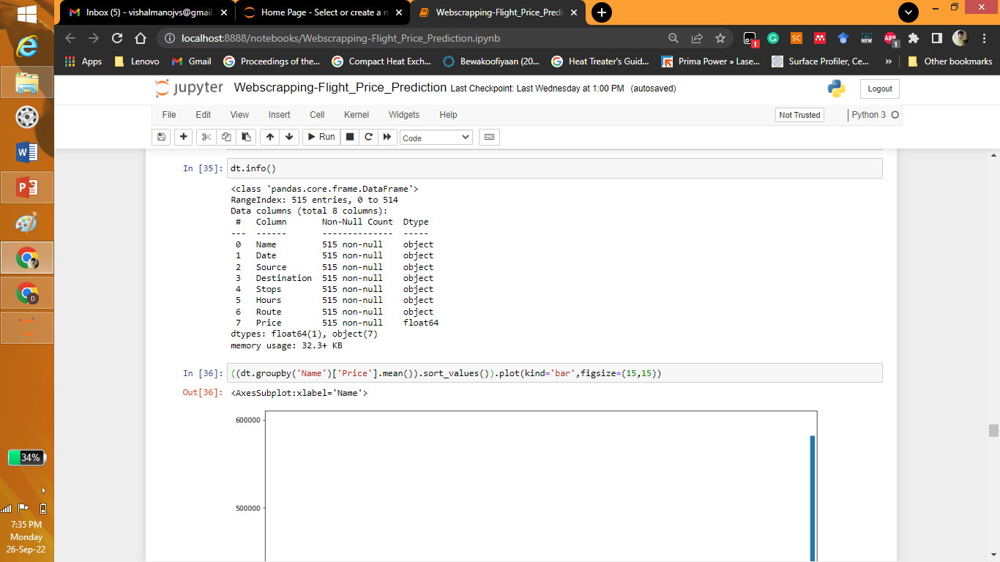 Inbox (5) - vishalmanojvs@gmail. Home Page - Select or create a n Webscrapping-Flight_Price_Predi
localhost:8888/notebooks/Webscrapping-Flight_Price_Prediction.ipynb
1 SC NEW ABP 1
Apps Lenovo Gmail Proceedings of the... Compact Heat Exch... Bewakoofiyaan (20... Heat Treater's Guid... Prima Power » Lase... Surface Profiler, Ce... » Other bookmarks
jupyter Webscrapping-Flight_Price_Prediction Last Checkpoint: Last Wednesday at 1:00 PM (autosaved) Logout
File Edit View Insert Cell Kernel Widgets Help Not Trusted Python 3
Run Code
In [35]: dt.info()
<class 'pandas.core.frame.DataFrame'>
RangeIndex: 515 entries, 0 to 514
Data columns (total 8 columns):
# Column Non-Null Count Dtype
--- ------ -------------- -----
0 Name 515 non-null object
1 Date 515 non-null object
2 Source 515 non-null object
3 Destination 515 non-null object
4 Stops 515 non-null object
5 Hours 515 non-null object
6 Route 515 non-null object
7 Price 515 non-null float64
dtypes: float64(1), object(7)
memory usage: 32.3+ KB
In [36]: ((dt.groupby('Name')['Price'].mean()).sort_values()).plot(kind='bar',figsize=(15,15))
Out[36]: <AxesSubplot:xlabel='Name'>
600000
500000
34%
7:35 PM
Monday
26-Sep-22